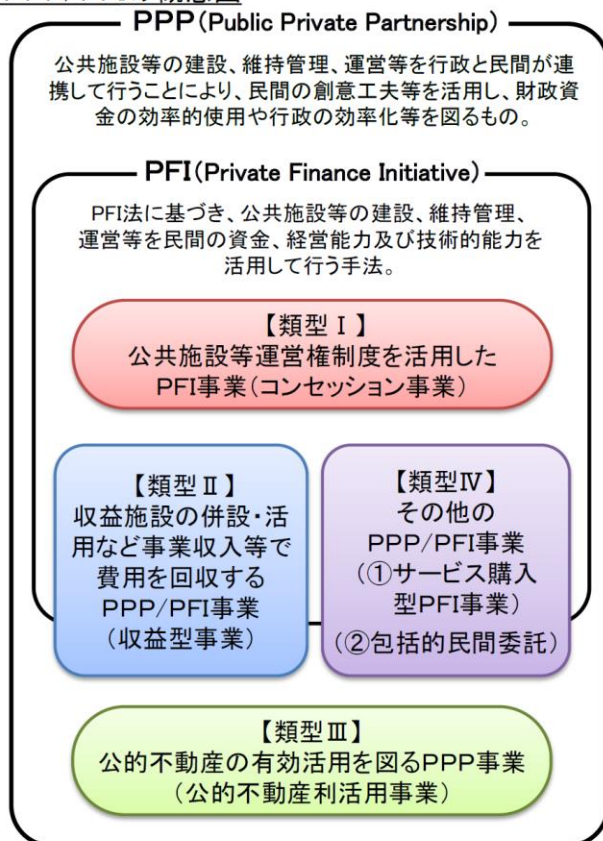 PPP(Public Private Partnership)
公共施設等の建設、維持管理、運営等を行政と民間が連
携して行うことにより、民間の創意工夫等を活用し、財政資
金の効率的使用や行政の効率化等を図るもの。
PFI(Private Finance Initiative)
PFI法に基づき、公共施設等の建設、維持管理、
運営等を民間の資金、経営能力及び技術的能力を
活用して行う手法。
【類型Ⅰ】
公共施設等運営権制度を活用した
PFI事業(コンセッション事業)
【類型Ⅱ】
収益施設の併設・活
用など事業収入等で
費用を回収する
PPP/PFI事業
(収益型事業)
【類型Ⅳ】
その他の
PPP/PFI事業
(①サービス購入
型PFI事業)
(②包括的民間委託)
【類型Ⅲ】
公的不動産の有効活用を図るPPP事業
(公的不動産利活用事業)